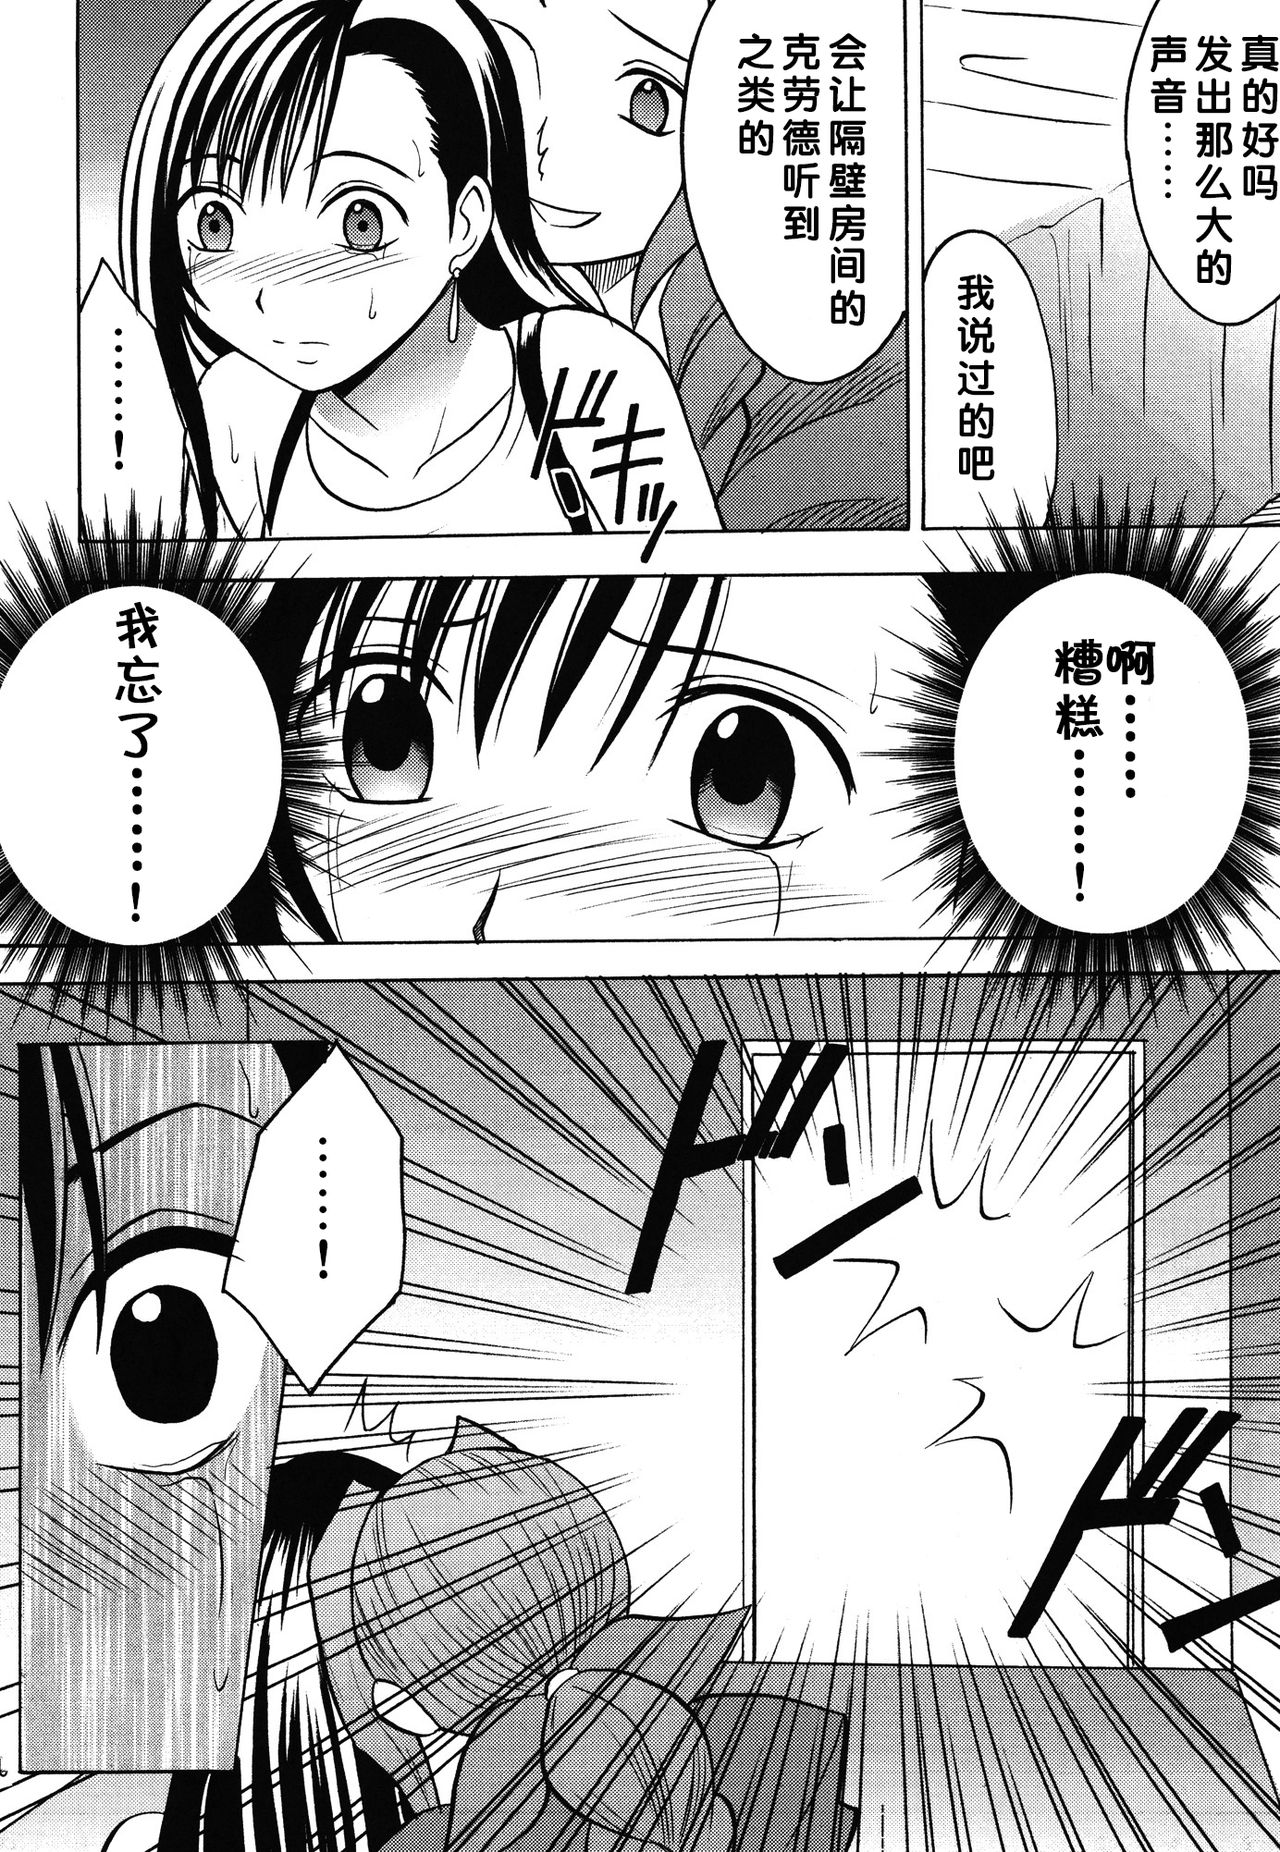 真的好吗
发出那么大的
声音……
我说过的吧
会让隔壁房间的
克劳德听到
之类的
ドキッ
………！
啊……
糟糕………！
我忘了………！
ドンッ
……！
ドンッ